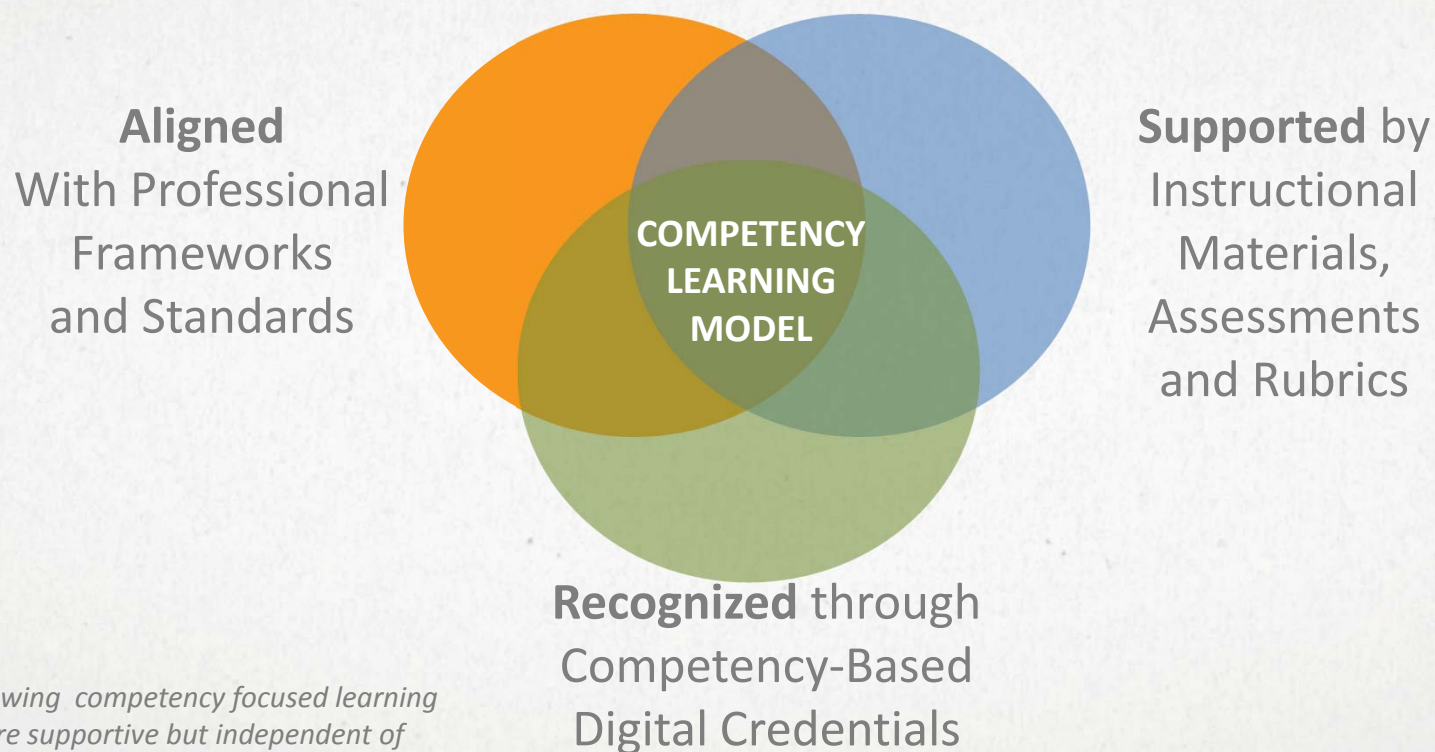 Aligned
With Professional
Frameworks
and Standards
COMPETENCY
LEARNING
MODEL
Supported by
Instructional
Materials,
Assessments
and Rubrics
Recognized through
Competency-Based
Digital Credentials
competency focused learning
supportive but independent of